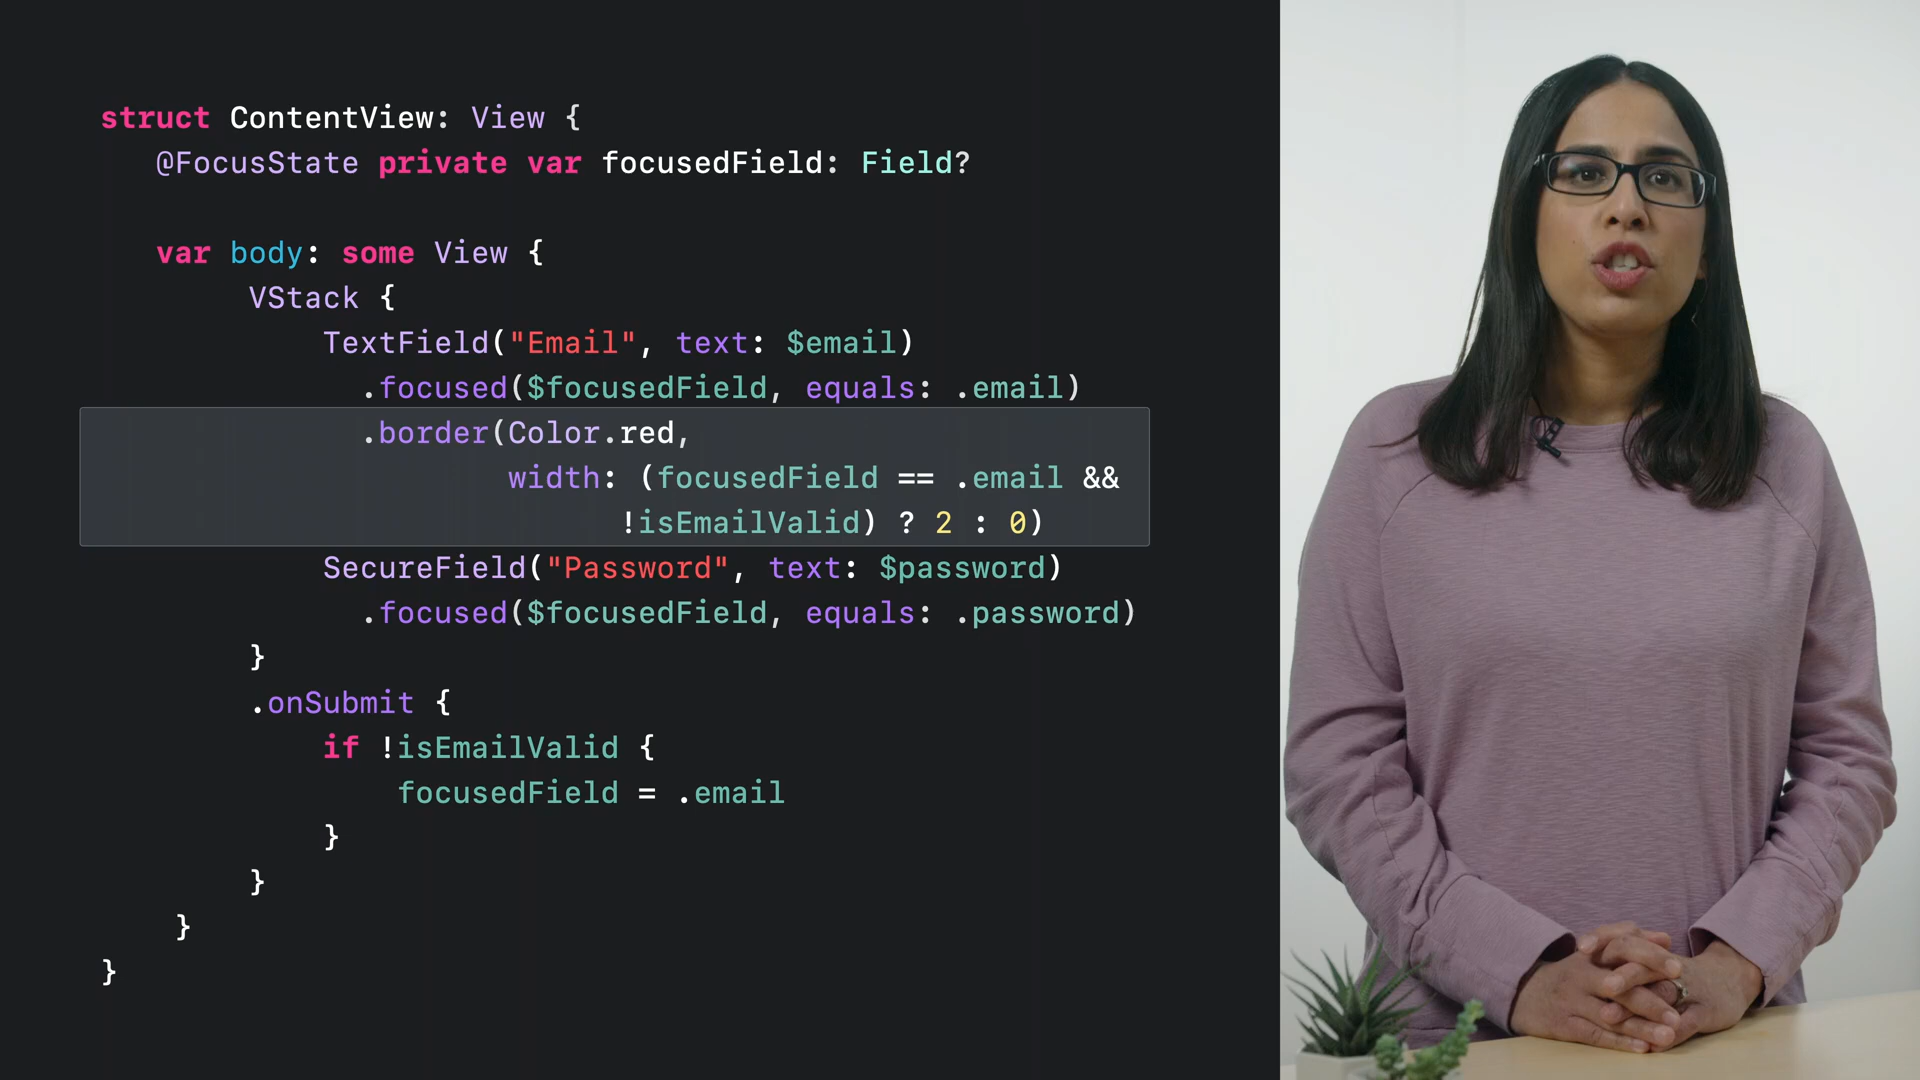 struct ContentView: View {
@FocusState private var focusedField: Field?
var body: some View {
VStack {
TextField("Email", text: $email)
.focused($focusedField, equals: .email)
.border(Color.red,
width: (focusedField == .email &&
!isEmailValid) ? 2 : 0)
SecureField("Password", text: $password)
.focused($focusedField, equals: .password)
}
.onSubmit {
if !isEmailValid {
focusedField = .email
}
}
}
}